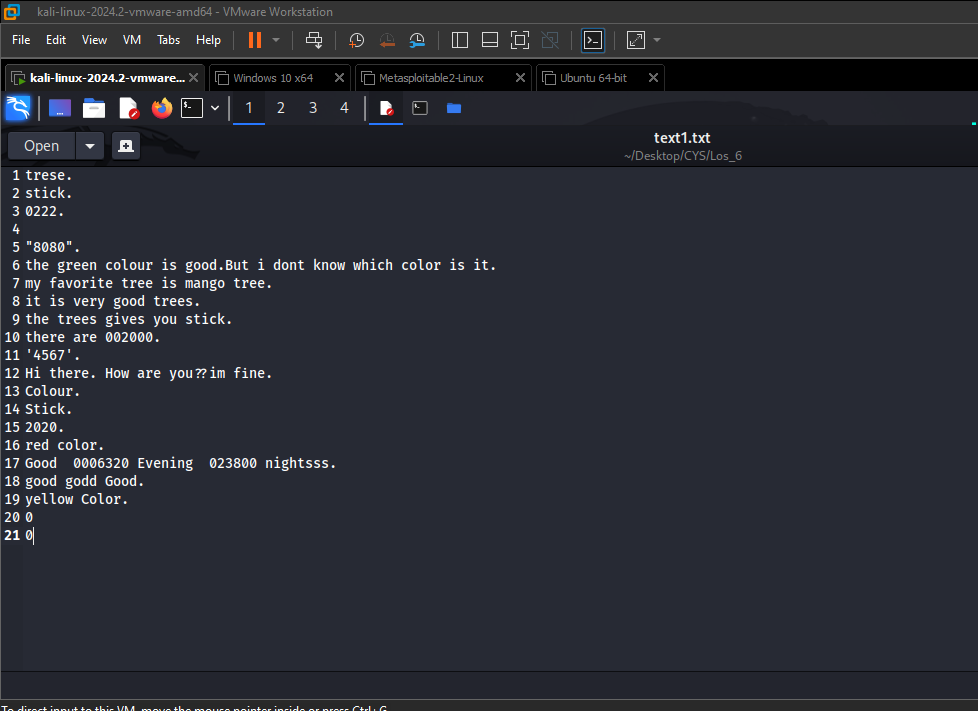 kali-linux-2024.2-vmware-amd64 - VMware Workstation
File Edit View VM Tabs Help
kali-linux-2024.2-vmware... Windows 10 x64 Metasploitable2-Linux Ubuntu 64-bit
1 2 3 4
Open
text1.txt
~/Desktop/CYS/Los_6
1 trese.
2 stick.
3 0222.
4
5 "8080".
6 the green colour is good.But i dont know which color is it.
7 my favorite tree is mango tree.
8 it is very good trees.
9 the trees gives you stick.
10 there are 002000.
11 '4567'.
12 Hi there. How are you??im fine.
13 Colour.
14 Stick.
15 2020.
16 red color.
17 Good  0006320 Evening  023800 nightsss.
18 good godd Good.
19 yellow Color.
20 0
21 0
To direct input to this VM, move the mouse pointer inside or press Ctrl+G.